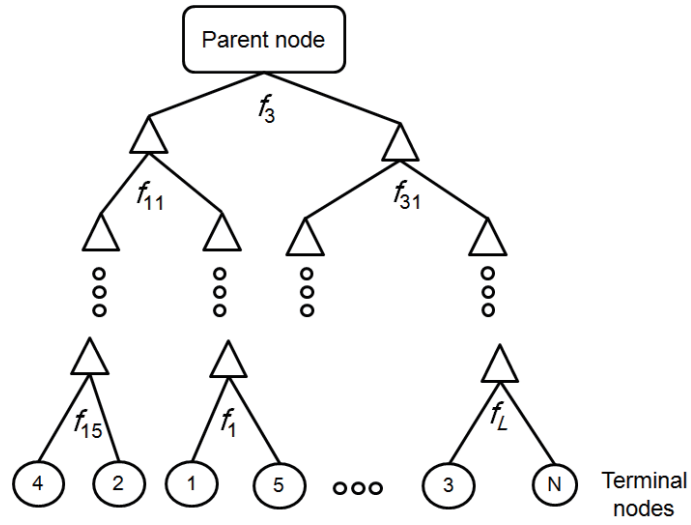 Parent node
f3
f11
f31
f15
f1
fL
4
2
1
5
3
N
Terminal
nodes